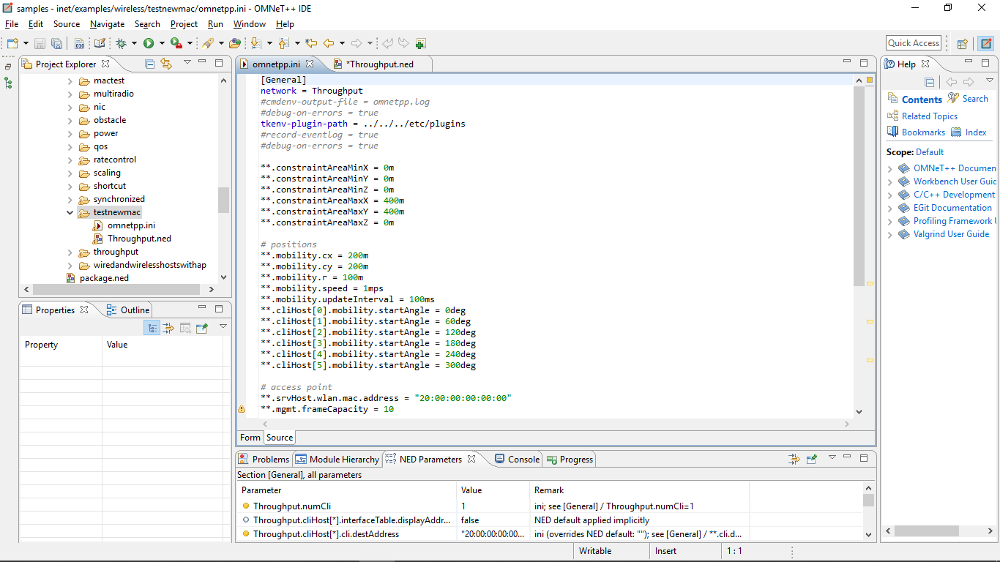 samples - inet/examples/wireless/testnewmac/omnetpp.ini - OMNeT++ IDE
File Edit Source Navigate Search Project Run Window Help
Quick Access
Project Explorer
mactest
multiradio
nic
obstacle
power
qos
ratecontrol
scaling
shortcut
synchronized
testnewmac
omnetpp.ini
Throughput.ned
throughput
wiredandwirelesshostswithap
package.ned
Properties Outline
Property Value
omnetpp.ini *Throughput.ned
[General]
network = Throughput
#cmdenv-output-file = omnetpp.log
#debug-on-errors = true
tkenv-plugin-path = ../../../etc/plugins
#record-eventlog = true
#debug-on-errors = true
**.constraintAreaMinX = 0m
**.constraintAreaMinY = 0m
**.constraintAreaMinZ = 0m
**.constraintAreaMaxX = 400m
**.constraintAreaMaxY = 400m
**.constraintAreaMaxZ = 0m
# positions
**.mobility.cx = 200m
**.mobility.cy = 200m
**.mobility.r = 100m
**.mobility.speed = 1mps
**.mobility.updateInterval = 100ms
**.cliHost[0].mobility.startAngle = 0deg
**.cliHost[1].mobility.startAngle = 60deg
**.cliHost[2].mobility.startAngle = 120deg
**.cliHost[3].mobility.startAngle = 180deg
**.cliHost[4].mobility.startAngle = 240deg
**.cliHost[5].mobility.startAngle = 300deg
# access point
**.srvHost.wlan.mac.address = "20:00:00:00:00:00"
**.mgmt.frameCapacity = 10
Form Source
Problems Module Hierarchy NED Parameters Console Progress
Section [General], all parameters
Parameter Value Remark
Throughput.numCli 1 ini; see [General] / Throughput.numCli=1
Throughput.cliHost[*].interfaceTable.displayAddr... false NED default applied implicitly
Throughput.cliHost[*].cli.destAddress "20:00:00:00:00... ini (overrides NED default: ""); see [General] / **.cli.d...
Help
Contents Search
Related Topics
Bookmarks Index
Scope: Default
OMNeT++ Documen
Workbench User Guid
C/C++ Development
EGit Documentation
Profiling Framework U
Valgrind User Guide
Writable Insert 1 : 1